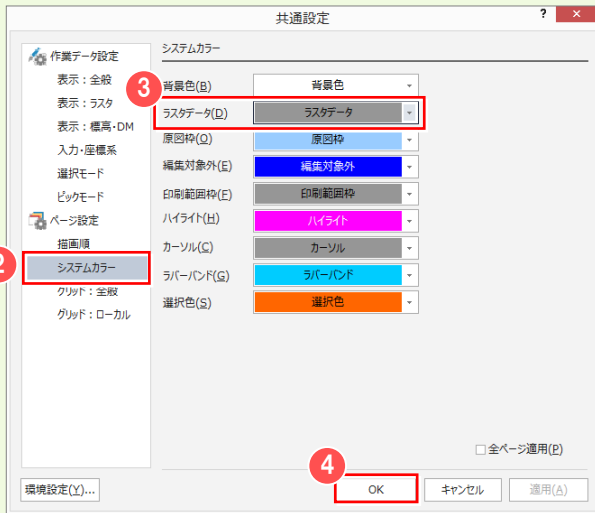 共通設定
?
×
作業データ設定
表示：全般
表示：ラスタ
表示：標高・DM
入力・座標系
選択モード
ピックモード
ページ設定
描画順
2
システムカラー
グリッド：全般
グリッド：ローカル
システムカラー
3
背景色(B) 背景色
ラスタデータ(D) ラスタデータ
原図枠(O) 原図枠
編集対象外(E) 編集対象外
印刷範囲枠(F) 印刷範囲枠
ハイライト(H) ハイライト
カーソル(C) カーソル
ラバーバンド(G) ラバーバンド
選択色(S) 選択色
全ページ適用(P)
4
環境設定(Y)... OK キャンセル 適用(A)